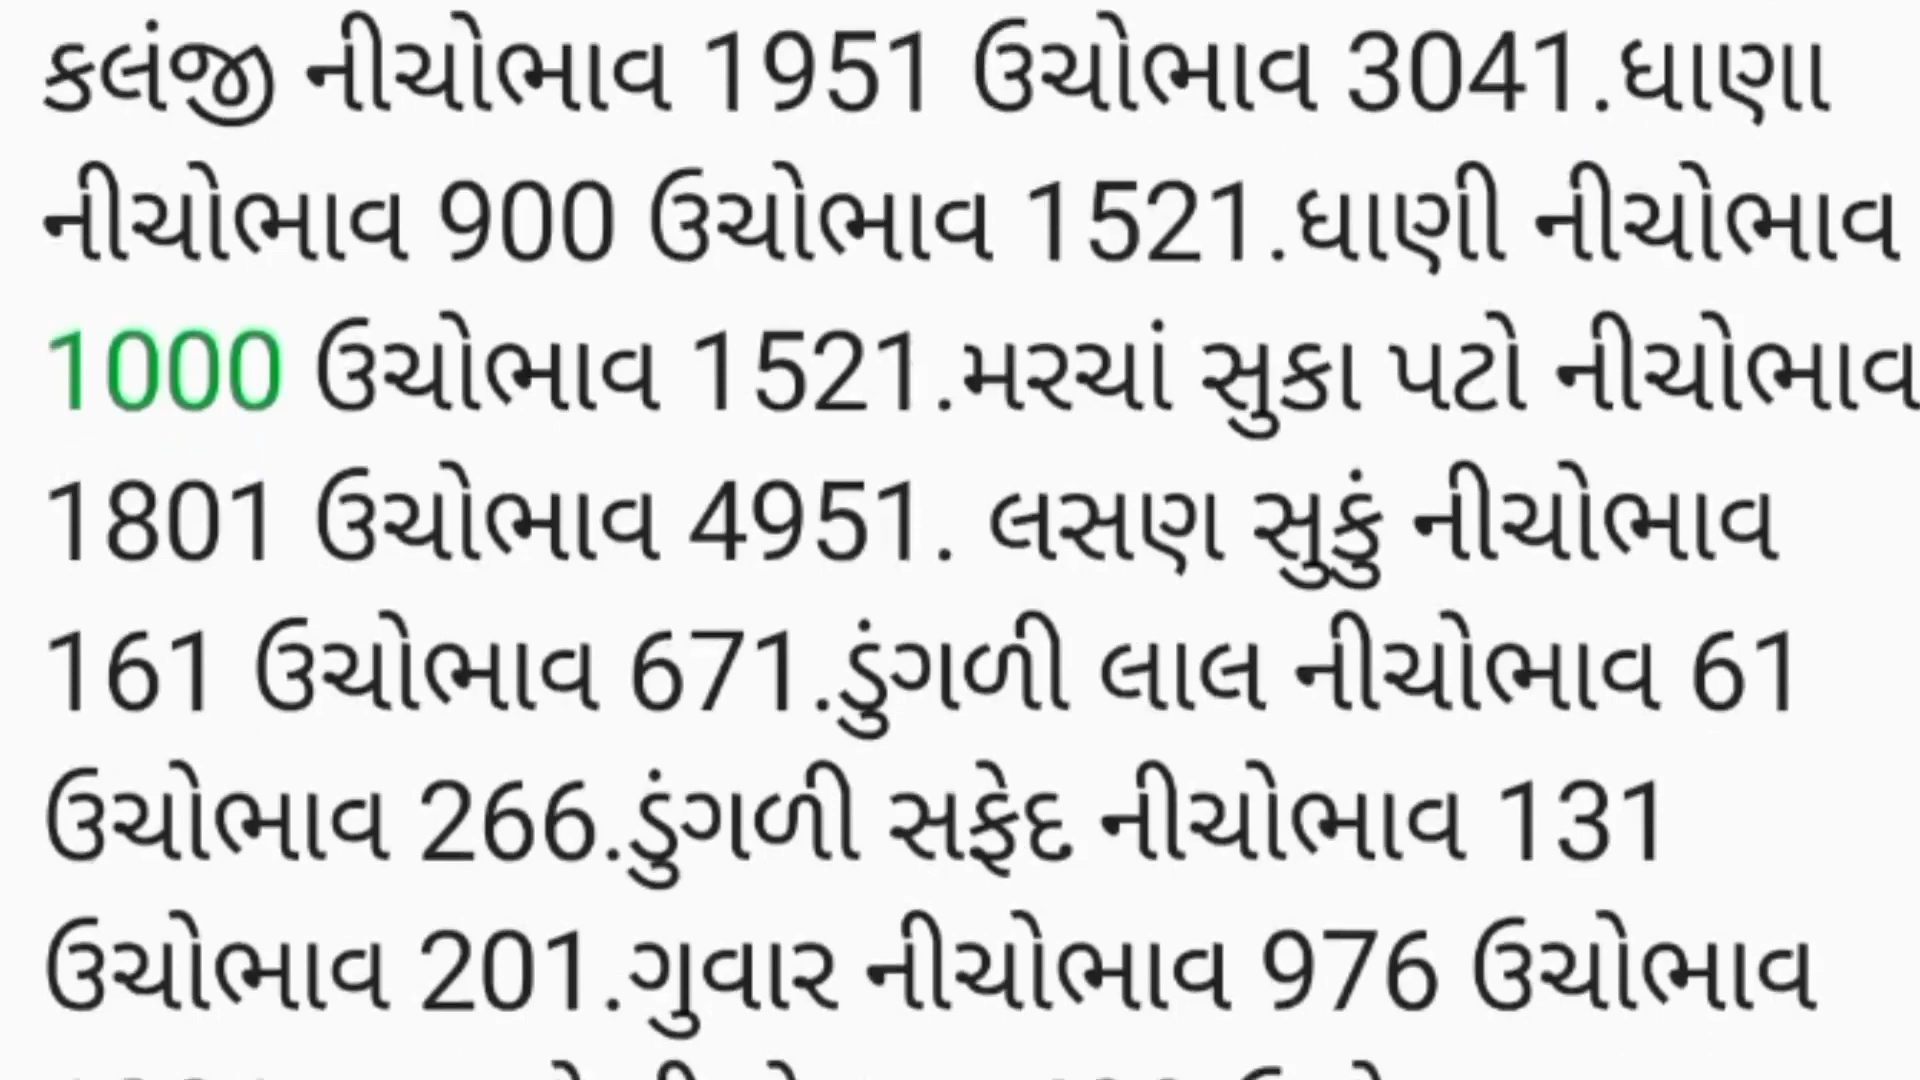 કલંજી નીચોભાવ 1951 ઉચોભાવ 3041.ધાણા
નીચોભાવ 900 ઉચોભાવ 1521.ધાણી નીચોભાવ
1000 ઉચોભાવ 1521.મરચાં સુકા પટો નીચોભાવ
1801 ઉચોભાવ 4951. લસણ સુકું નીચોભાવ
161 ઉચોભાવ 671.ડુંગળી લાલ નીચોભાવ 61
ઉચોભાવ 266.ડુંગળી સફેદ નીચોભાવ 131
ઉચોભાવ 201.ગુવાર નીચોભાવ 976 ઉચોભાવ